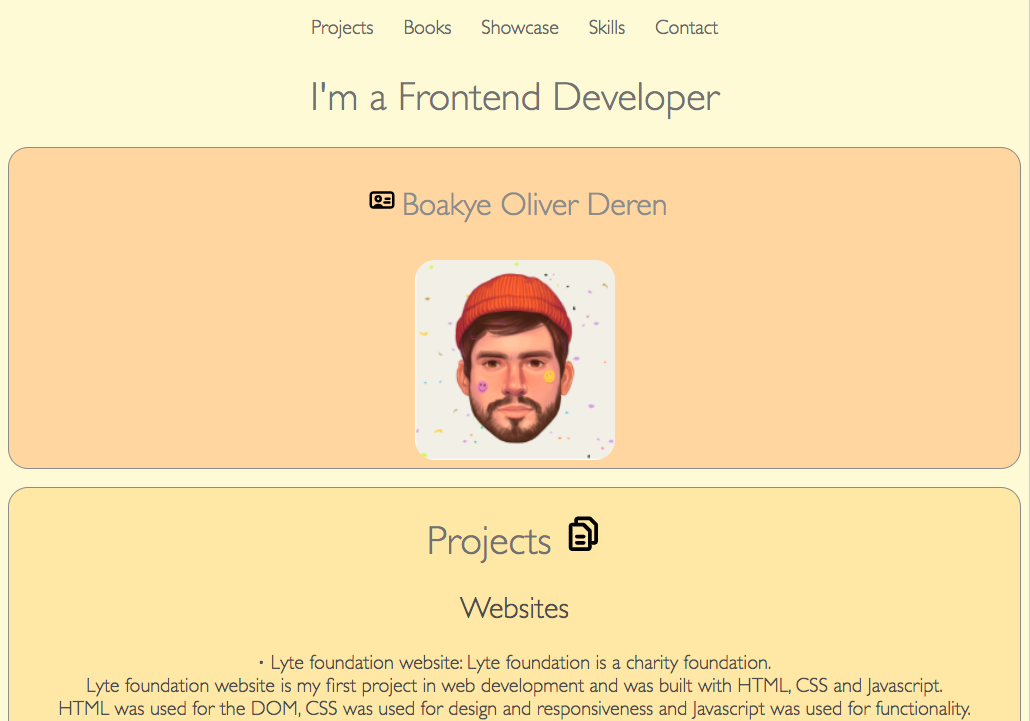 Projects Books Showcase Skills Contact
I'm a Frontend Developer
Boakye Oliver Deren
Projects
Websites
• Lyte foundation website: Lyte foundation is a charity foundation.
Lyte foundation website is my first project in web development and was built with HTML, CSS and Javascript.
HTML was used for the DOM, CSS was used for design and responsiveness and Javascript was used for functionality.